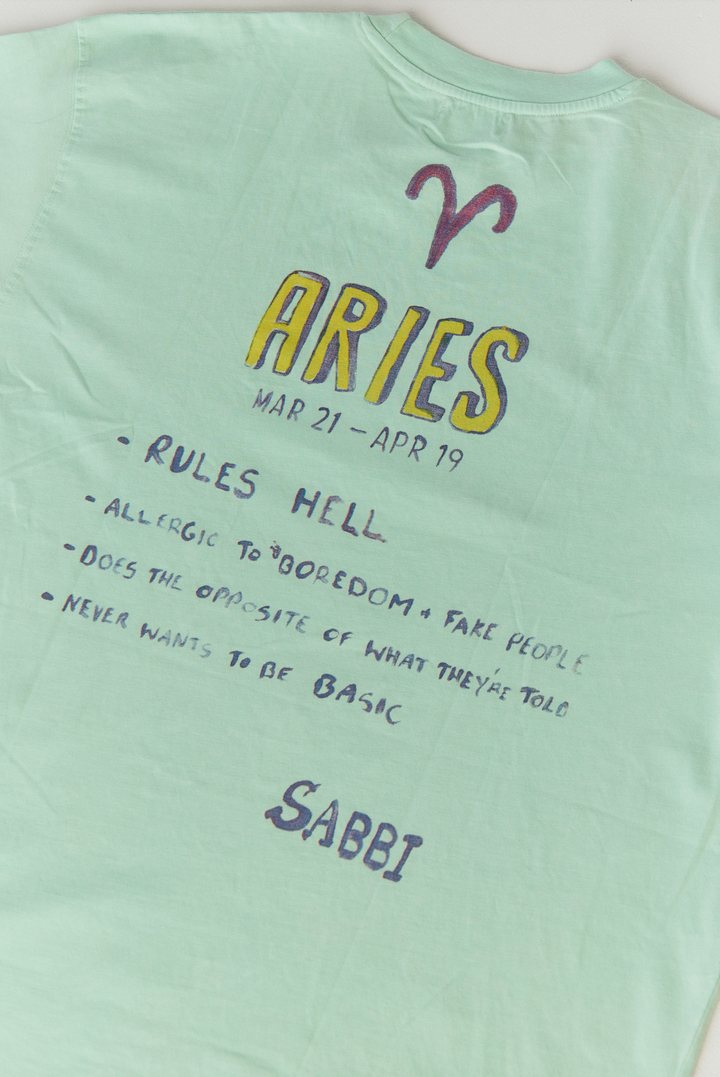 ARIES
MAR 21 - APR 19
- RULES HELL
- ALLERGIC TO BOREDOM + FAKE PEOPLE
- DOES THE OPPOSITE OF WHAT THEY'RE TOLD
- NEVER WANTS TO BE BASIC
SABBI